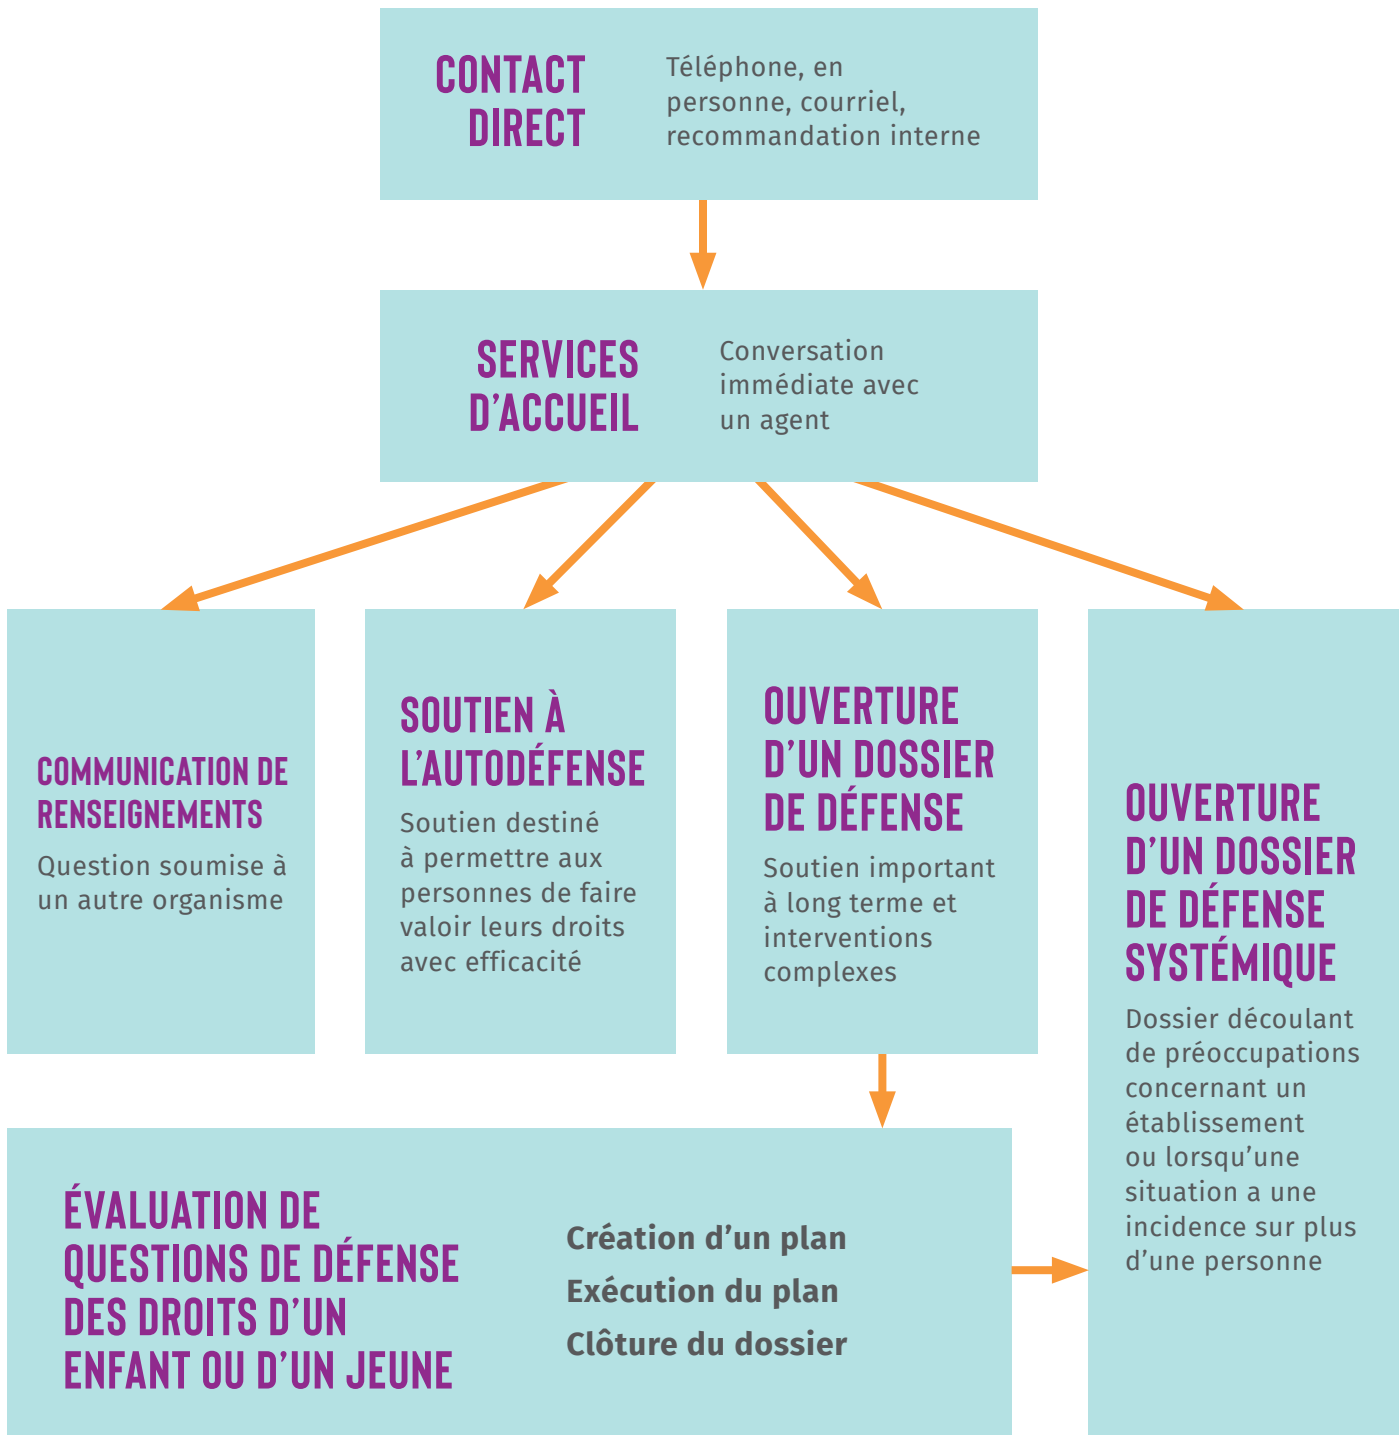 CONTACT
DIRECT
Téléphone, en
personne, courriel,
recommandation interne
SERVICES
D’ACCUEIL
Conversation
immédiate avec
un agent
COMMUNICATION DE
RENSEIGNEMENTS
Question soumise à
un autre organisme
SOUTIEN À
L’AUTODÉFENSE
Soutien destiné
à permettre aux
personnes de faire
valoir leurs droits
avec efficacité
OUVERTURE
D’UN DOSSIER
DE DÉFENSE
Soutien important
à long terme et
interventions
complexes
OUVERTURE
D’UN DOSSIER
DE DÉFENSE
SYSTÉMIQUE
Dossier découlant
de préoccupations
concernant un
établissement
ou lorsqu’une
situation a une
incidence sur plus
d’une personne
ÉVALUATION DE
QUESTIONS DE DÉFENSE
DES DROITS D’UN
ENFANT OU D’UN JEUNE
Création d’un plan
Exécution du plan
Clôture du dossier